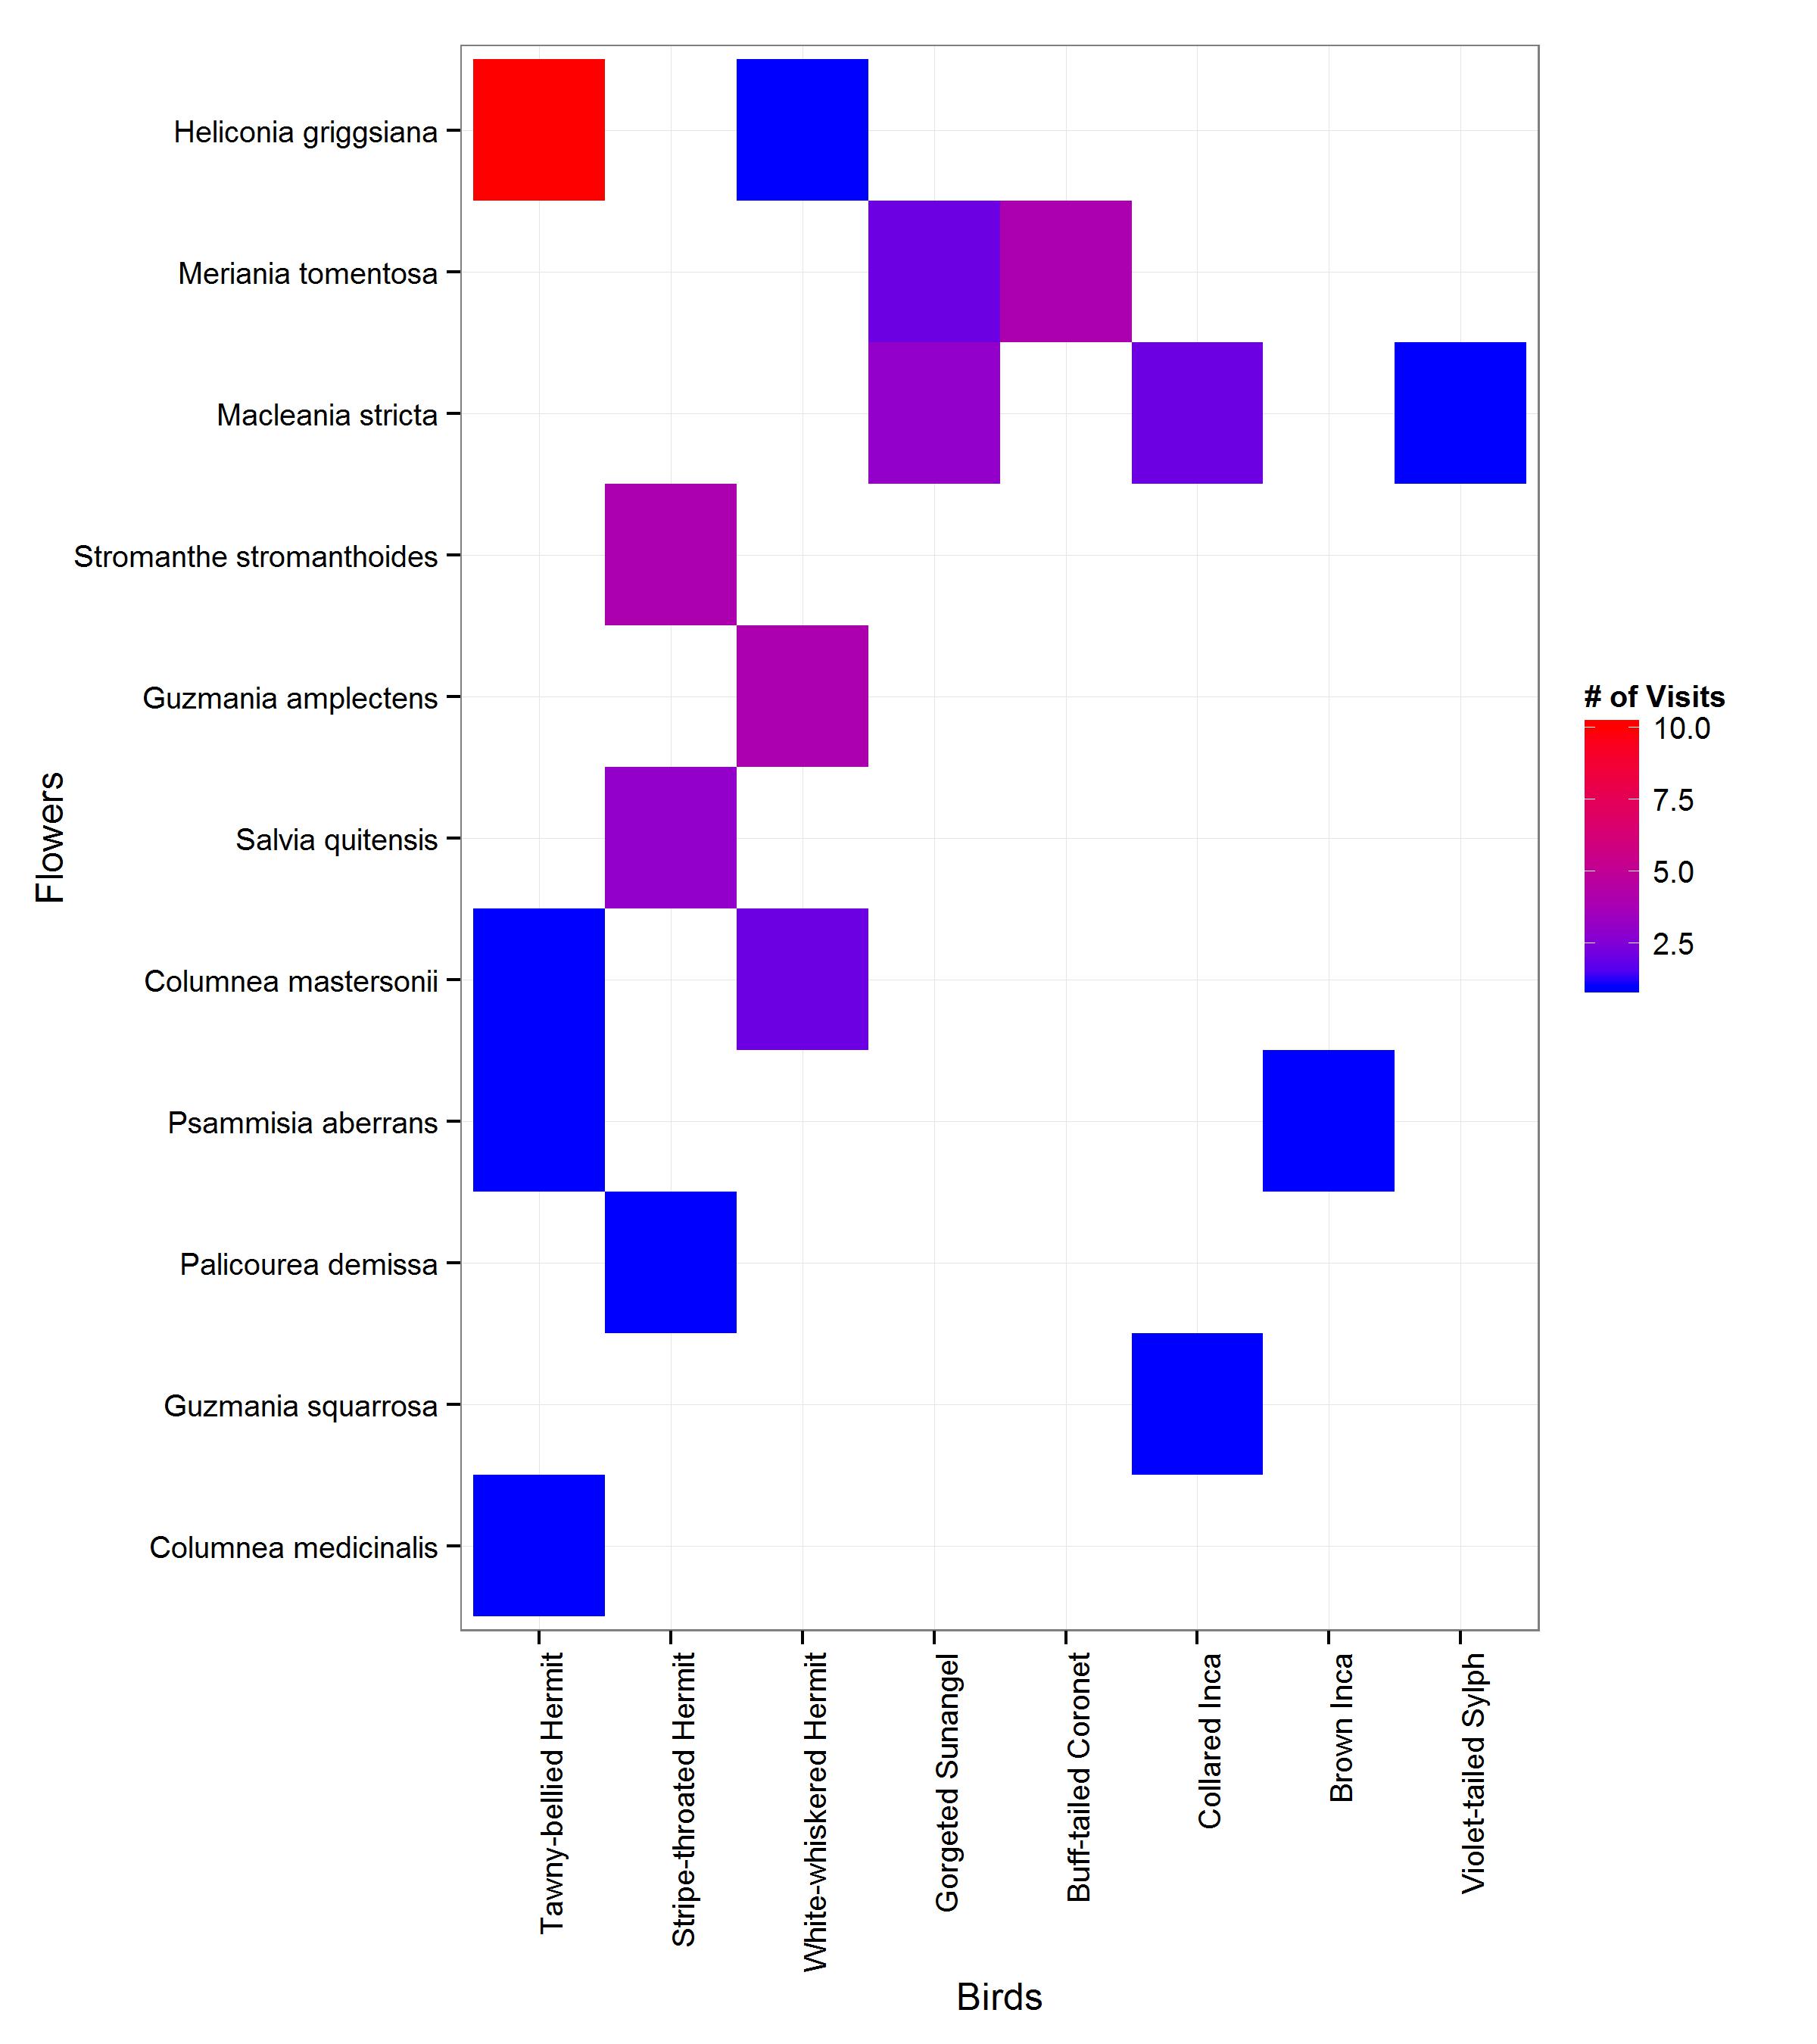 Heliconia griggsiana
Meriania tomentosa
Macleania stricta
Stromanthe stromanthoides
Guzmania amplectens
Salvia quitensis
Columnea mastersonii
Psammisia aberrans
Palicourea demissa
Guzmania squarrosa
Columnea medicinalis
Flowers
Tawny-bellied Hermit
Stripe-throated Hermit
White-whiskered Hermit
Gorgeted Sunangel
Buff-tailed Coronet
Collared Inca
Brown Inca
Violet-tailed Sylph
Birds
# of Visits
10.0
7.5
5.0
2.5